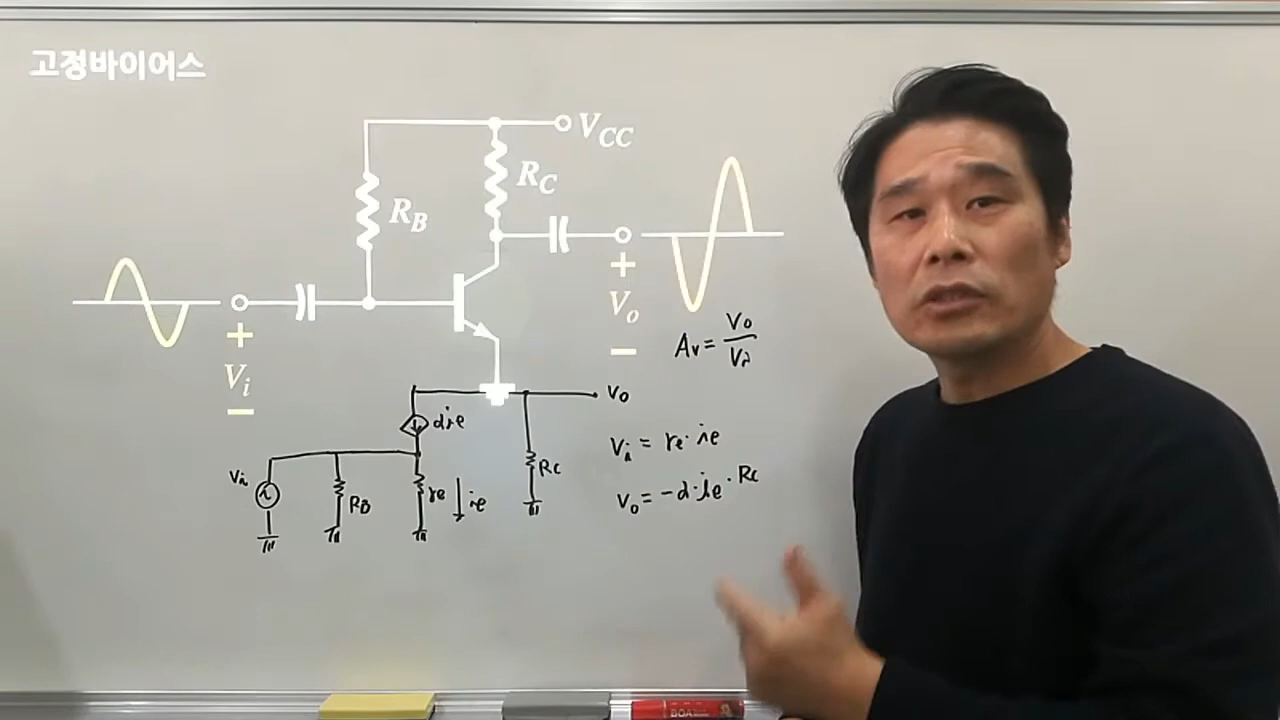 고정바이어스
V_CC
R_C
R_B
+
V_i
−
+
V_o
−
Av = Vo/Vi
αie
Vo
Vi
RB
re
ie
RC
Vi = re·ie
Vo = -α·ie·Rc
BOA